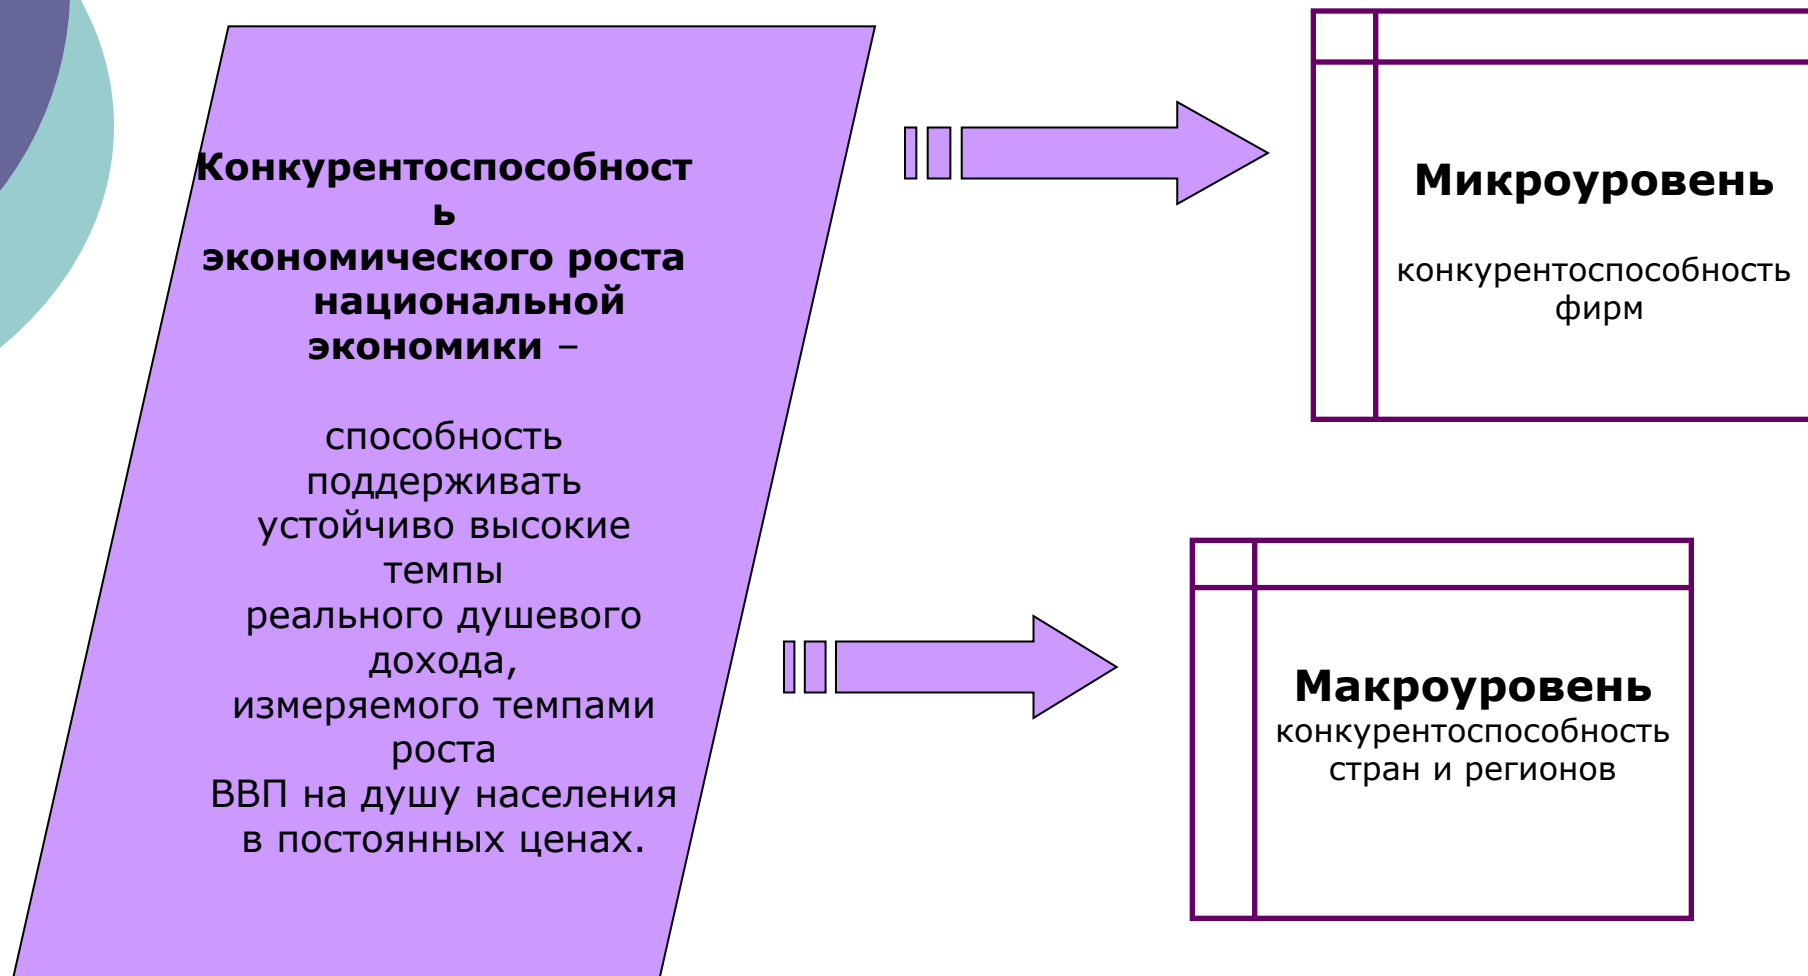 Конкурентоспособност
ь
экономического роста
национальной
экономики –
способность
поддерживать
устойчиво высокие
темпы
реального душевого
дохода,
измеряемого темпами
роста
ВВП на душу населения
в постоянных ценах.
Микроуровень
конкурентоспособность
фирм
Макроуровень
конкурентоспособность
стран и регионов